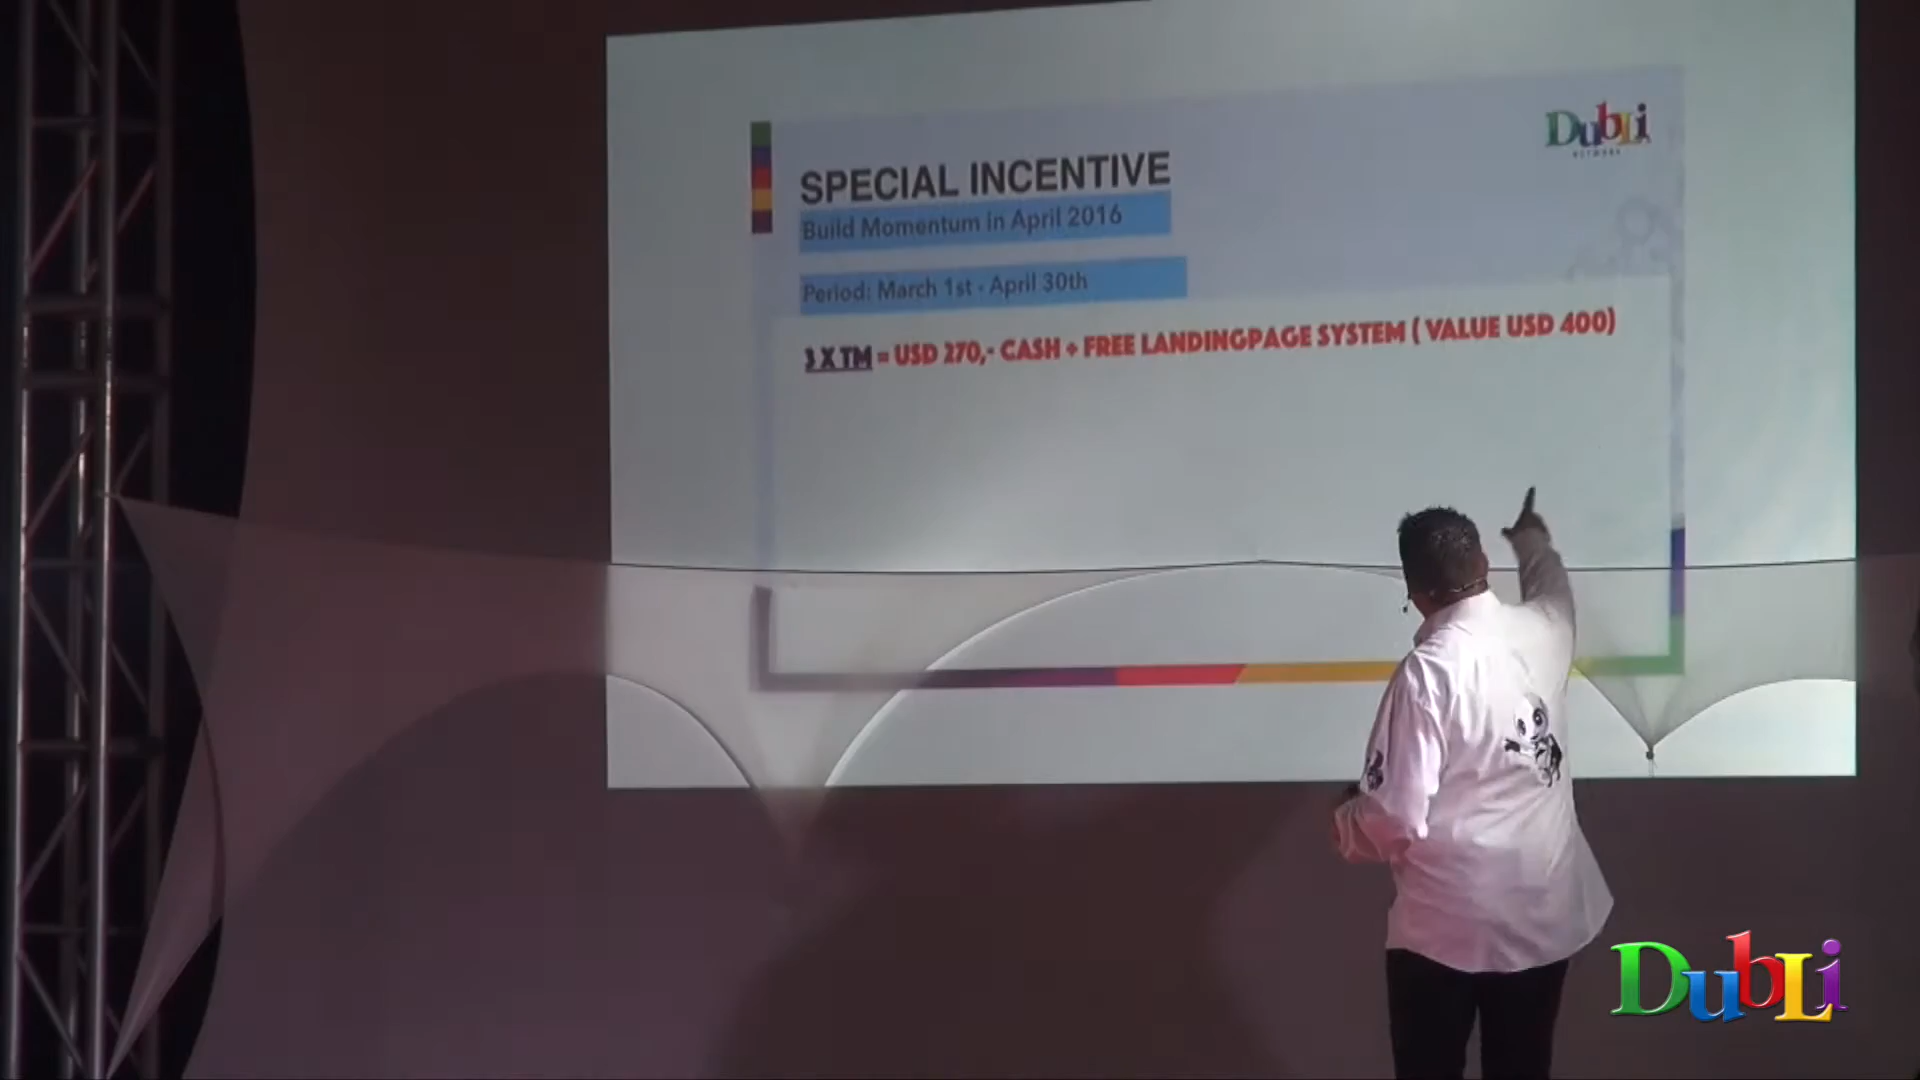 DubLi
NETWORK
SPECIAL INCENTIVE
Build Momentum in April 2016
Period: March 1st - April 30th
3 X TM = USD 270,- CASH + FREE LANDINGPAGE SYSTEM ( VALUE USD 400)
DubLi